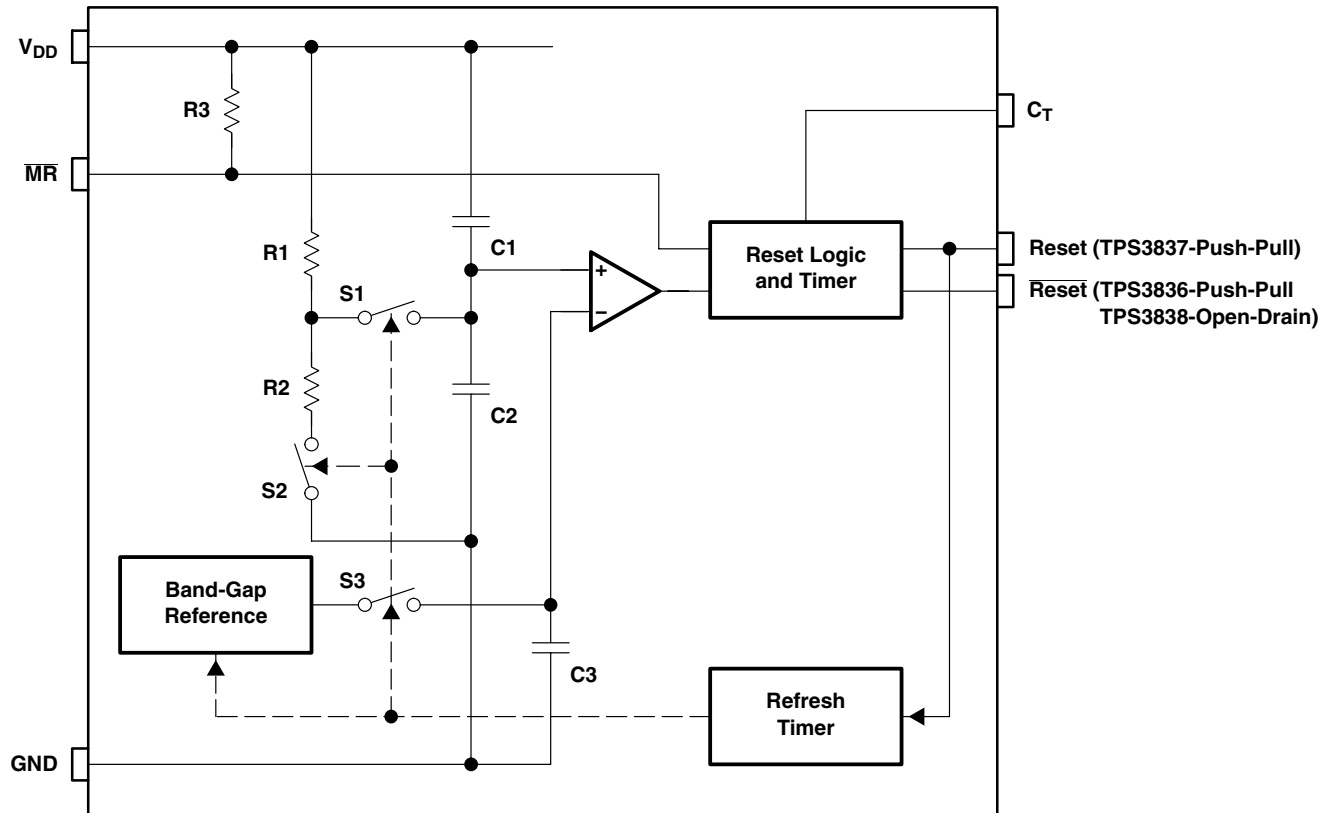 VDD
R3
CT
MR
R1
C1
Reset Logic
and Timer
Reset (TPS3837-Push-Pull)
S1
+
−
Reset (TPS3836-Push-Pull
TPS3838-Open-Drain)
R2
C2
S2
Band-Gap
Reference
S3
C3
Refresh
Timer
GND